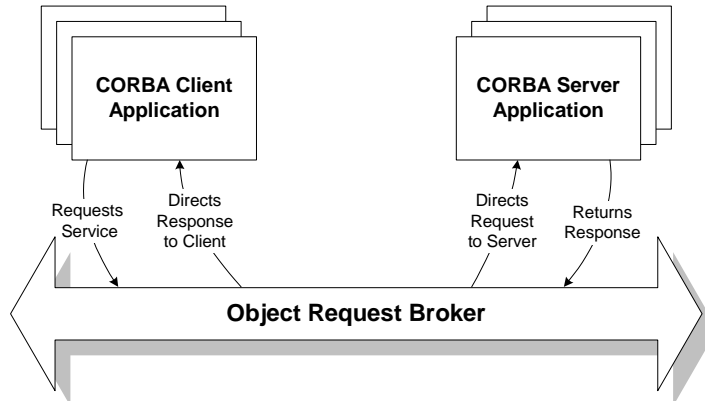 CORBA Client
Application
CORBA Server
Application
Requests
Service
Directs
Response
to Client
Directs
Request
to Server
Returns
Response
Object Request Broker